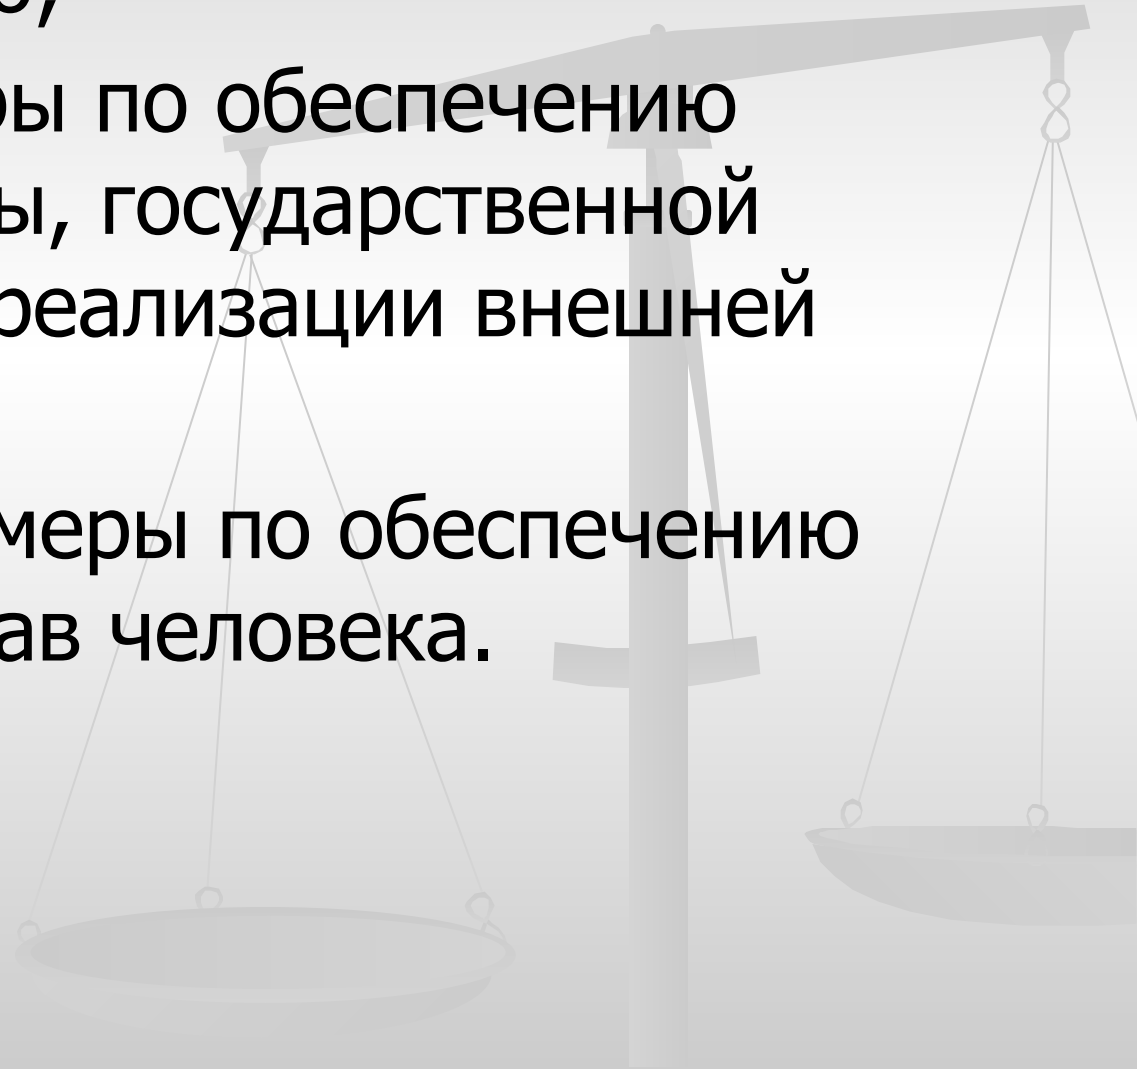 ры по обеспечению
ы, государственной
реализации внешней
меры по обеспечению
ав человека.